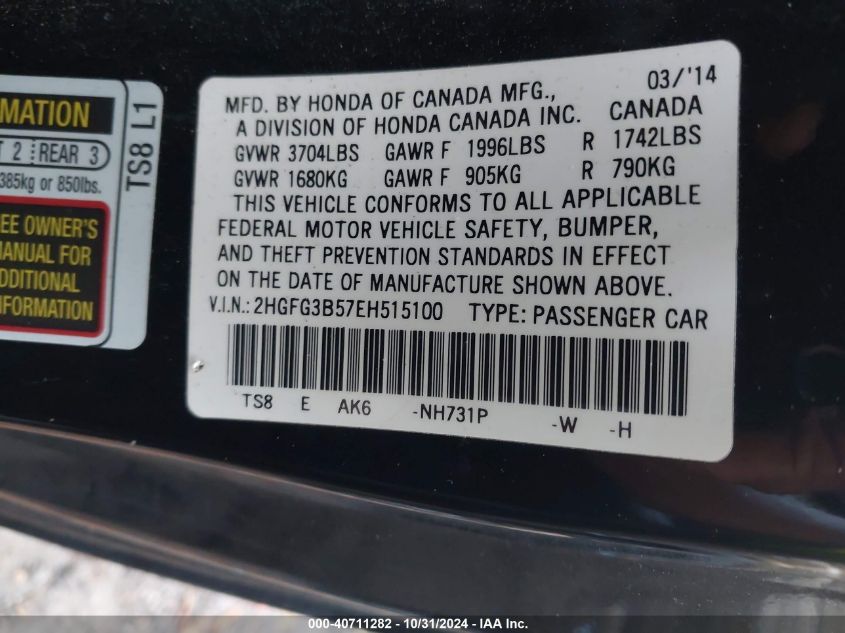 RMATION
T 2 REAR 3
385kg or 850lbs.
TS8 L1
EE OWNER'S
MANUAL FOR
DDITIONAL
NFORMATION
MFD. BY HONDA OF CANADA MFG., 03/'14
A DIVISION OF HONDA CANADA INC. CANADA
GVWR 3704LBS GAWR F 1996LBS R 1742LBS
GVWR 1680KG GAWR F 905KG R 790KG
THIS VEHICLE CONFORMS TO ALL APPLICABLE
FEDERAL MOTOR VEHICLE SAFETY, BUMPER,
AND THEFT PREVENTION STANDARDS IN EFFECT
ON THE DATE OF MANUFACTURE SHOWN ABOVE.
V.I.N.: 2HGFG3B57EH515100 TYPE: PASSENGER CAR
TS8 E AK6 -NH731P -W -H
000-40711282 - 10/31/2024 - IAA Inc.